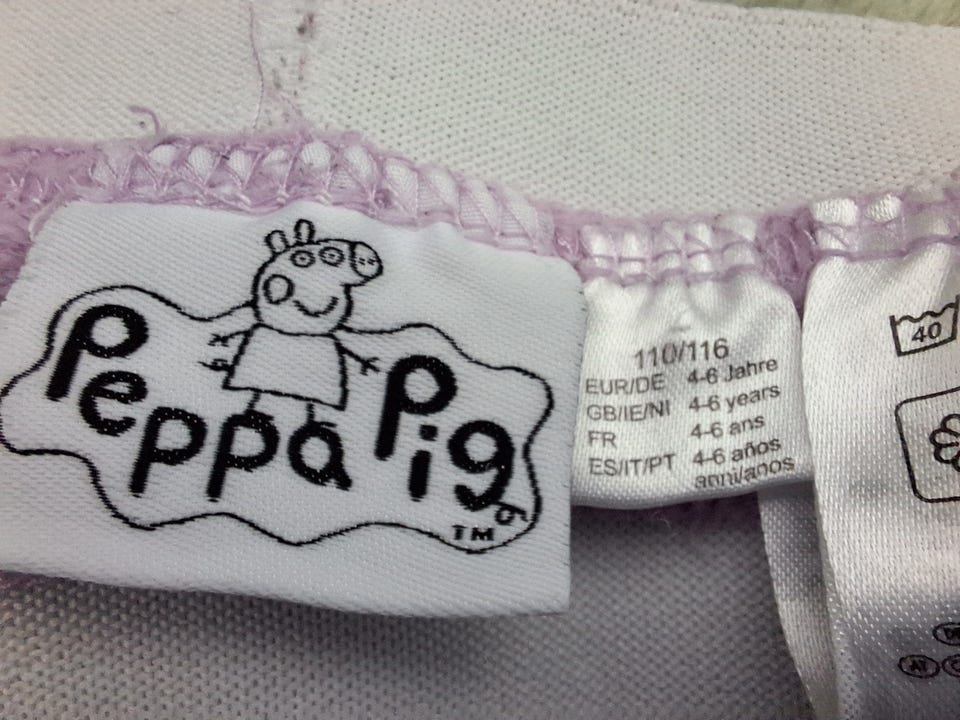 Peppa Pig
TM
110/116
EUR/DE 4-6 Jahre
GB/IE/NI 4-6 years
FR 4-6 ans
ES/IT/PT 4-6 años
anni/anos
40